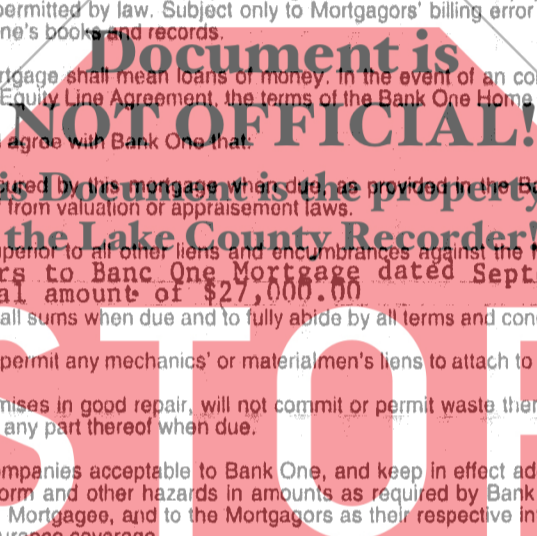 permitted by law. Subject only to Mortgagors' billing error
ne's books and records.
Document is
rtgage shall mean loans of money. In the event of an co
Equity Line Agreement, the terms of the Bank One Home
NOT OFFICIAL!
agree with Bank One that:
is Document is the property
ured by this mortgage when due, as provided in the Ba
from valuation or appraisement laws.
the Lake County Recorder!
perior to all other liens and encumbrances against the
rs to Banc One Mortgage dated Sept
al amount of $27,000.00
all sums when due and to fully abide by all terms and con
STOP
permit any mechanics' or materialmen's liens to attach to
mises in good repair, will not commit or permit waste ther
any part thereof when due.
ompanies acceptable to Bank One, and keep in effect ad
orm and other hazards in amounts as required by Bank
Mortgagee, and to the Mortgagors as their respective in
urance coverage